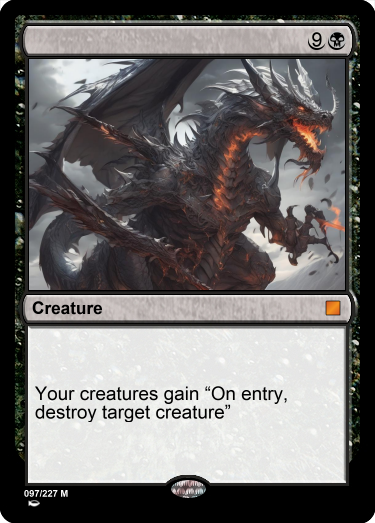 9
Creature
Your creatures gain “On entry,
destroy target creature”
097/227 M